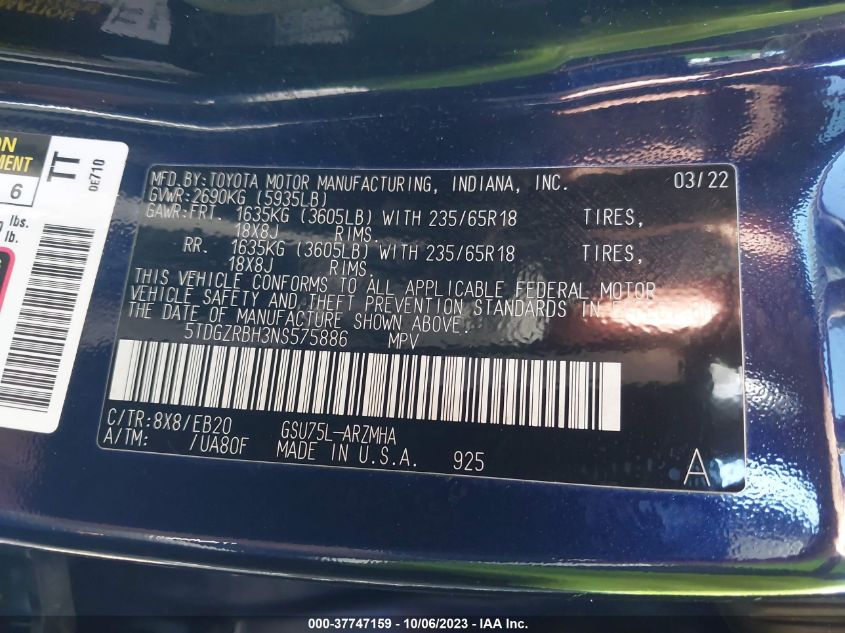 ON
MENT
6
TT
0E710
lbs.
lb.
MFD.BY:TOYOTA MOTOR MANUFACTURING, INDIANA, INC. 03/22
GVWR:2690KG (5935LB)
GAWR:FRT. 1635KG (3605LB) WITH 235/65R18 TIRES,
18X8J RIMS.
RR. 1635KG (3605LB) WITH 235/65R18 TIRES,
18X8J RIMS.
THIS VEHICLE CONFORMS TO ALL APPLICABLE FEDERAL MOTOR
VEHICLE SAFETY AND THEFT PREVENTION STANDARDS IN EFFECT ON
THE DATE OF MANUFACTURE SHOWN ABOVE.
5TDGZRBH3NS575886 MPV
C/TR:8X8/EB20 GSU75L-ARZMHA
A/TM: /UA80F MADE IN U.S.A. 925
A
000-37747159 - 10/06/2023 - IAA Inc.